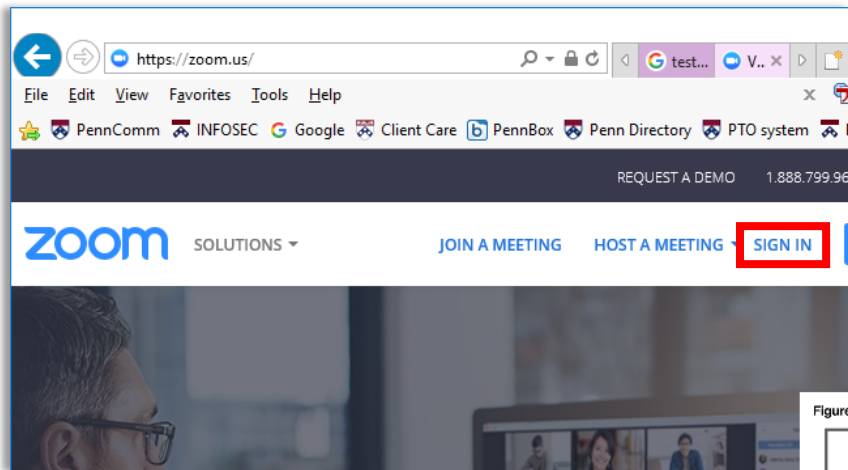 https://zoom.us/
test...
V..
File Edit View Favorites Tools Help
PennComm INFOSEC G Google Client Care b PennBox Penn Directory PTO system
REQUEST A DEMO 1.888.799.96
zoom SOLUTIONS JOIN A MEETING HOST A MEETING SIGN IN
Figure